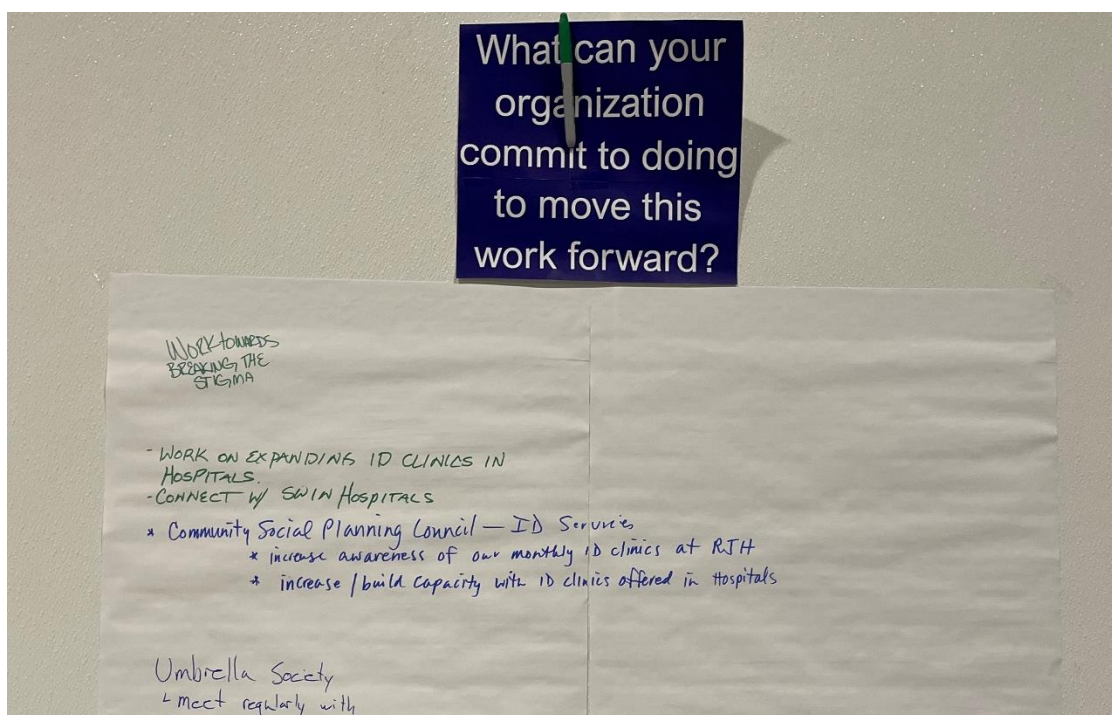 What can your
organization
commit to doing
to move this
work forward?
WORK TOWARDS
BREAKING THE
STIGMA
- WORK ON EXPANDING ID CLINICS IN
HOSPITALS.
- CONNECT W/ SW IN HOSPITALS
* Community Social Planning Council — ID Services
* increase awareness of our monthly ID clinics at RJH
* increase / build capacity with ID clinics offered in Hospitals
Umbrella Society
meet regularly with